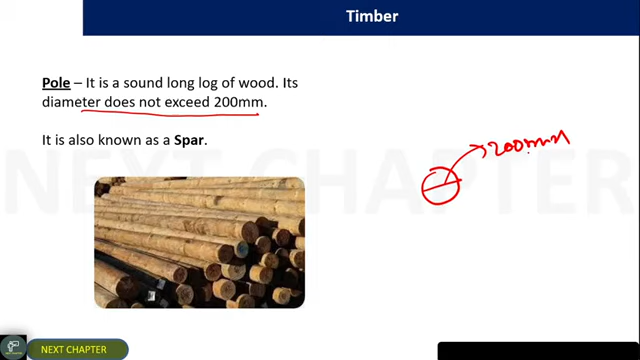 Timber
Pole – It is a sound long log of wood. Its
diameter does not exceed 200mm.
It is also known as a Spar.
200mm
NEXT CHAPTER
NEXT CHAPTER